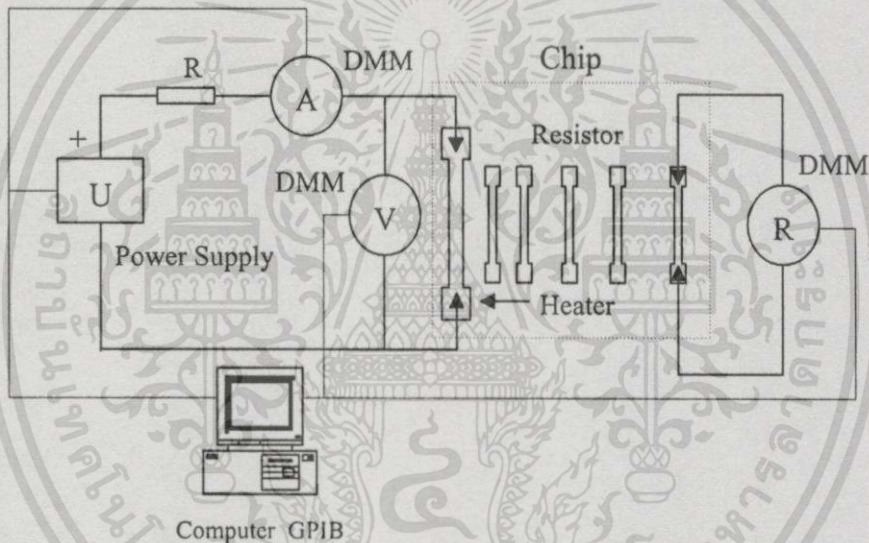 DMM
Chip
R
A
+
Resistor
DMM
DMM
U
V
R
Power Supply
Heater
Computer GPIB